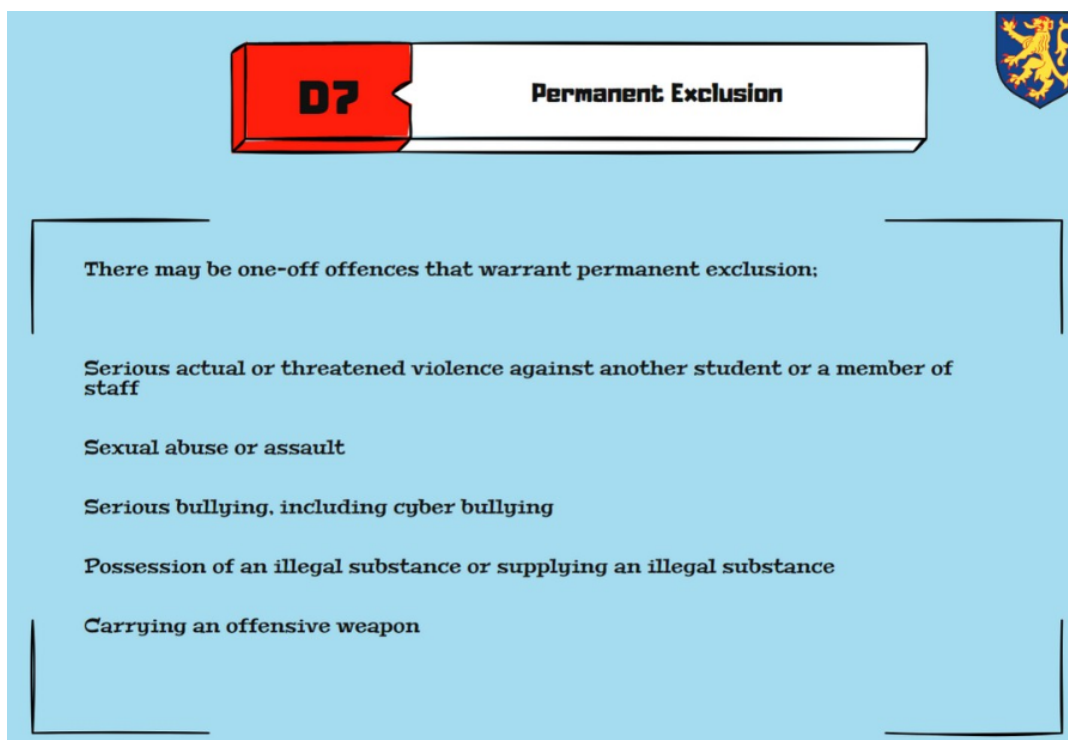 D7
Permanent Exclusion
There may be one-off offences that warrant permanent exclusion;
Serious actual or threatened violence against another student or a member of
staff
Sexual abuse or assault
Serious bullying, including cyber bullying
Possession of an illegal substance or supplying an illegal substance
Carrying an offensive weapon